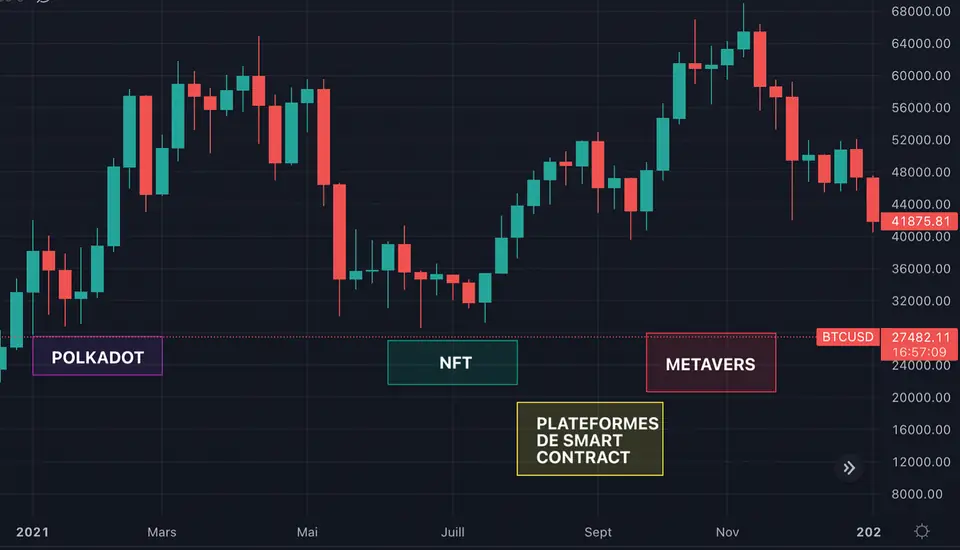 68000.00
64000.00
60000.00
56000.00
52000.00
48000.00
44000.00
41875.81
40000.00
36000.00
32000.00
BTCUSD 27482.11
16:57:09
24000.00
20000.00
16000.00
12000.00
8000.00
POLKADOT
NFT
METAVERS
PLATEFORMES
DE SMART
CONTRACT
2021 Mars Mai Juill Sept Nov 202